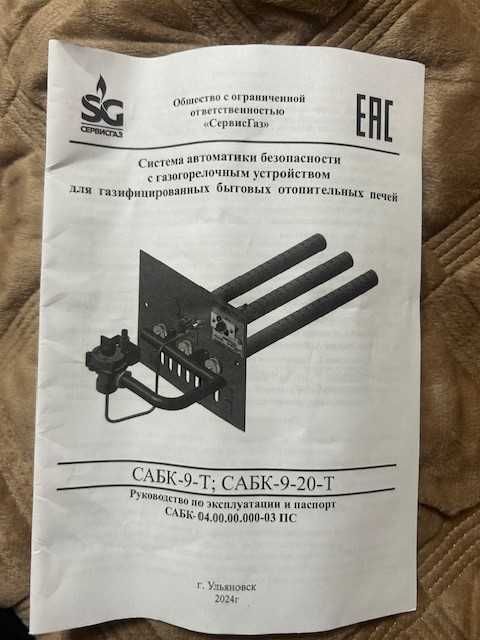 SG
СЕРВИСГАЗ
Общество с ограниченной
ответственностью
«СервисГаз»
EAC
Система автоматики безопасности
с газогорелочным устройством
для газифицированных бытовых отопительных печей
САБК-9-Т; САБК-9-20-Т
Руководство по эксплуатации и паспорт
САБК-04.00.00.000-03 ПС
г. Ульяновск
2024г